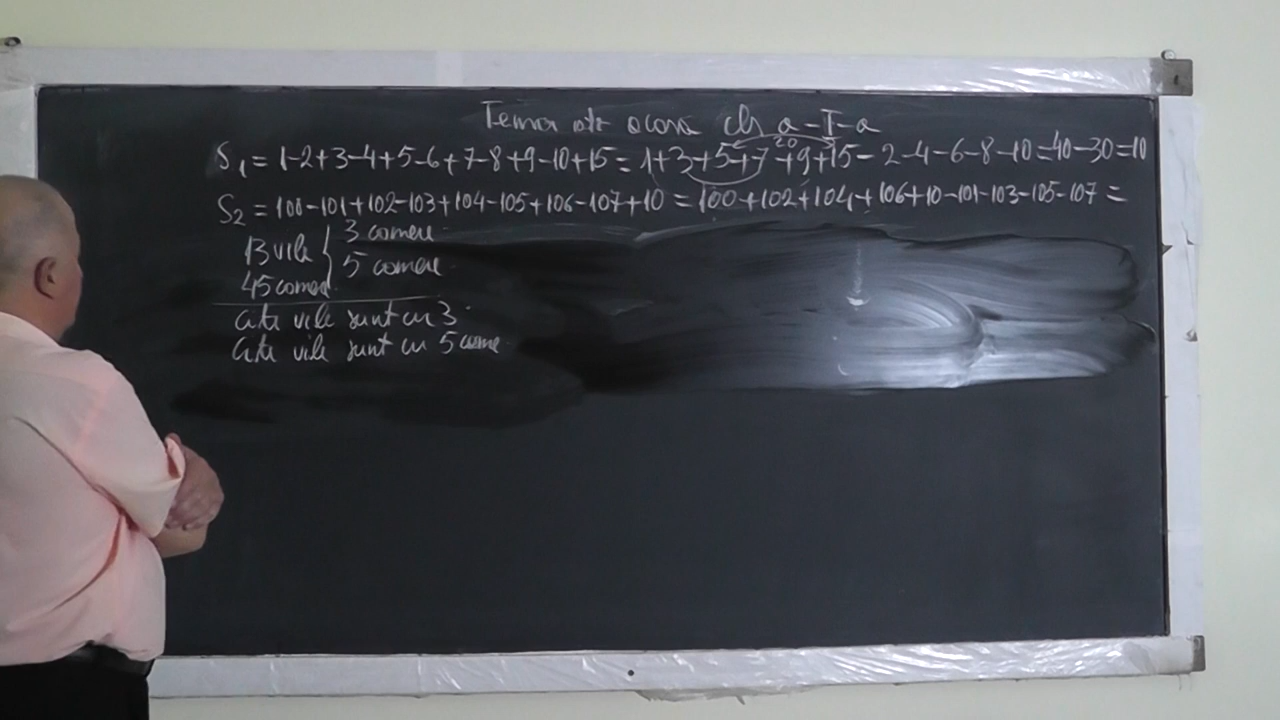 Tema de acasă cls a-I-a
S1 = 1-2+3-4+5-6+7-8+9-10+15 = 1+3+5+7+9+15-2-4-6-8-10=40-30=10
20
S2 = 100-101+102-103+104-105+106-107+10 = 100+102+104+106+10-101-103-105-107 =
13 vile { 3 camere
5 camere
45 camere
Câte vile sunt cu 3
Câte vile sunt cu 5 came